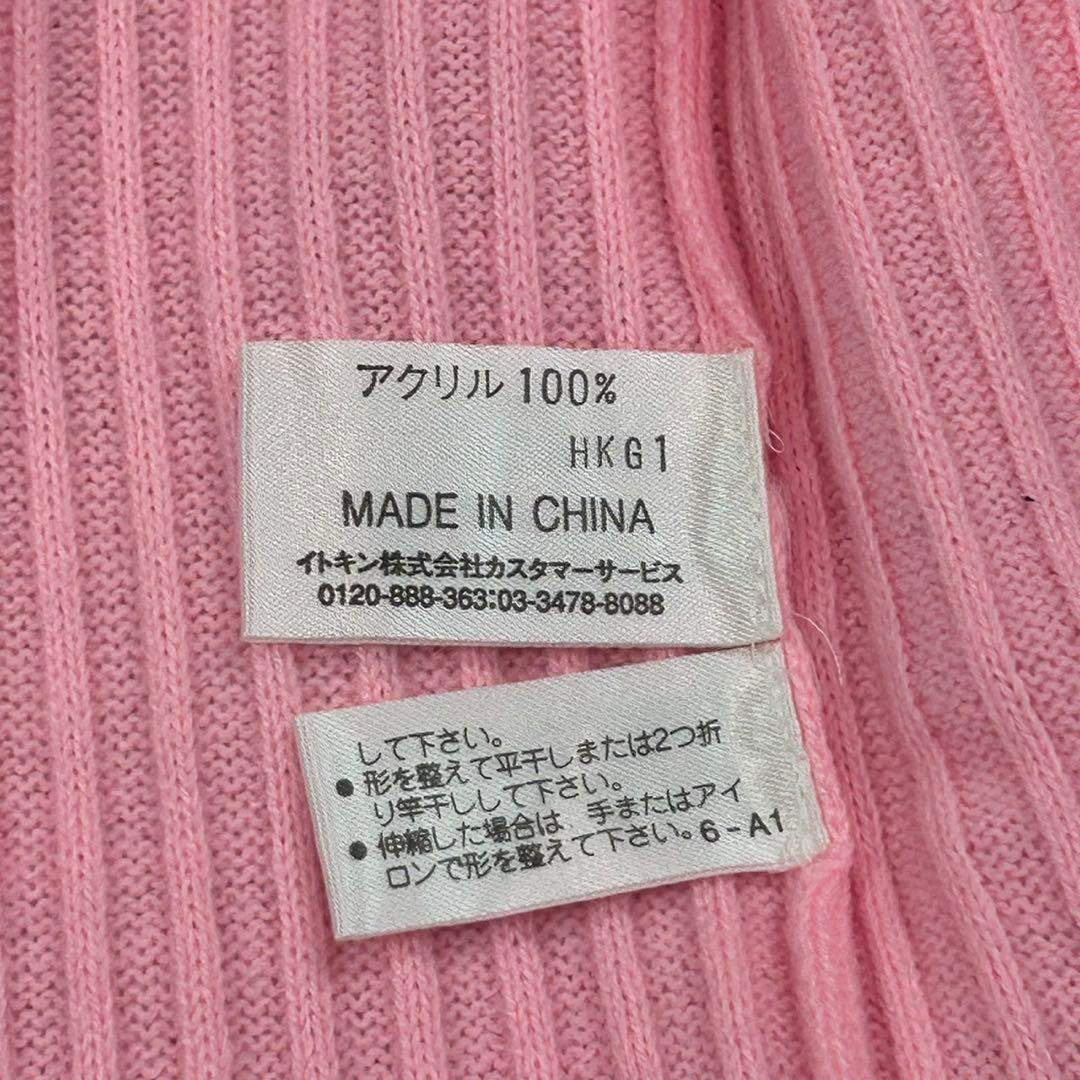 アクリル 100%
HKG1
MADE IN CHINA
イトキン株式会社カスタマーサービス
0120-888-363:03-3478-8088
して下さい。
● 形を整えて平干しまたは2つ折
り竿干しして下さい。
● 伸縮した場合は、手またはアイ
ロンで形を整えて下さい。6-A1